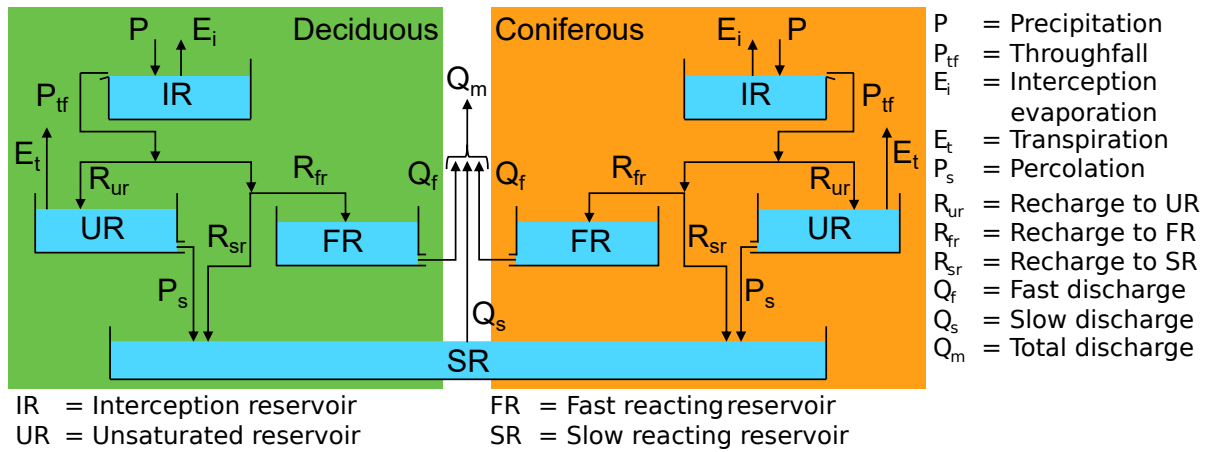 Deciduous
P
Ei
IR
Ptf
Et
Rur
Rfr
UR
Rsr
FR
Ps
Qf
Qm
Qs
SR
Coniferous
Ei
P
IR
Ptf
Et
Qf
Rfr
Rur
FR
Rsr
UR
Ps
P = Precipitation
Ptf = Throughfall
Ei = Interception
evaporation
Et = Transpiration
Ps = Percolation
Rur = Recharge to UR
Rfr = Recharge to FR
Rsr = Recharge to SR
Qf = Fast discharge
Qs = Slow discharge
Qm = Total discharge
IR = Interception reservoir
UR = Unsaturated reservoir
FR = Fast reacting reservoir
SR = Slow reacting reservoir